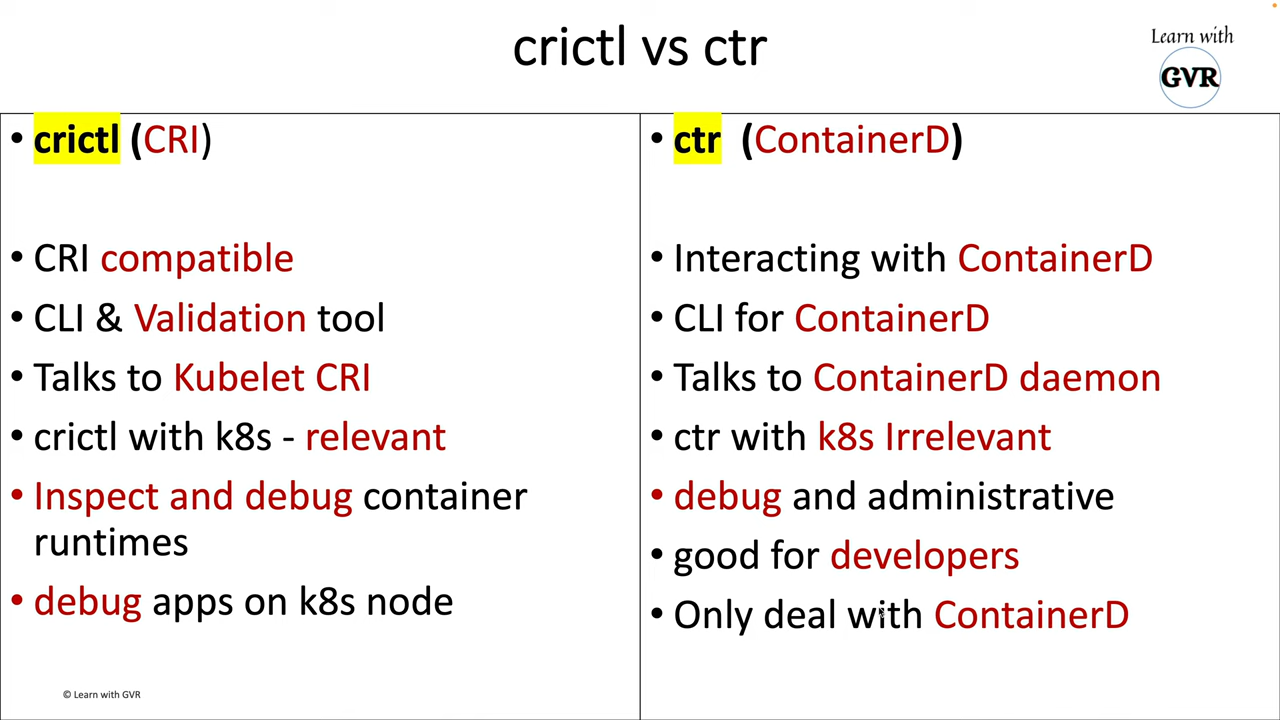 crictl vs ctr
Learn with
GVR
• crictl (CRI)
• CRI compatible
• CLI & Validation tool
• Talks to Kubelet CRI
• crictl with k8s - relevant
• Inspect and debug container
runtimes
• debug apps on k8s node
• ctr (ContainerD)
• Interacting with ContainerD
• CLI for ContainerD
• Talks to ContainerD daemon
• ctr with k8s Irrelevant
• debug and administrative
• good for developers
• Only deal with ContainerD
© Learn with GVR